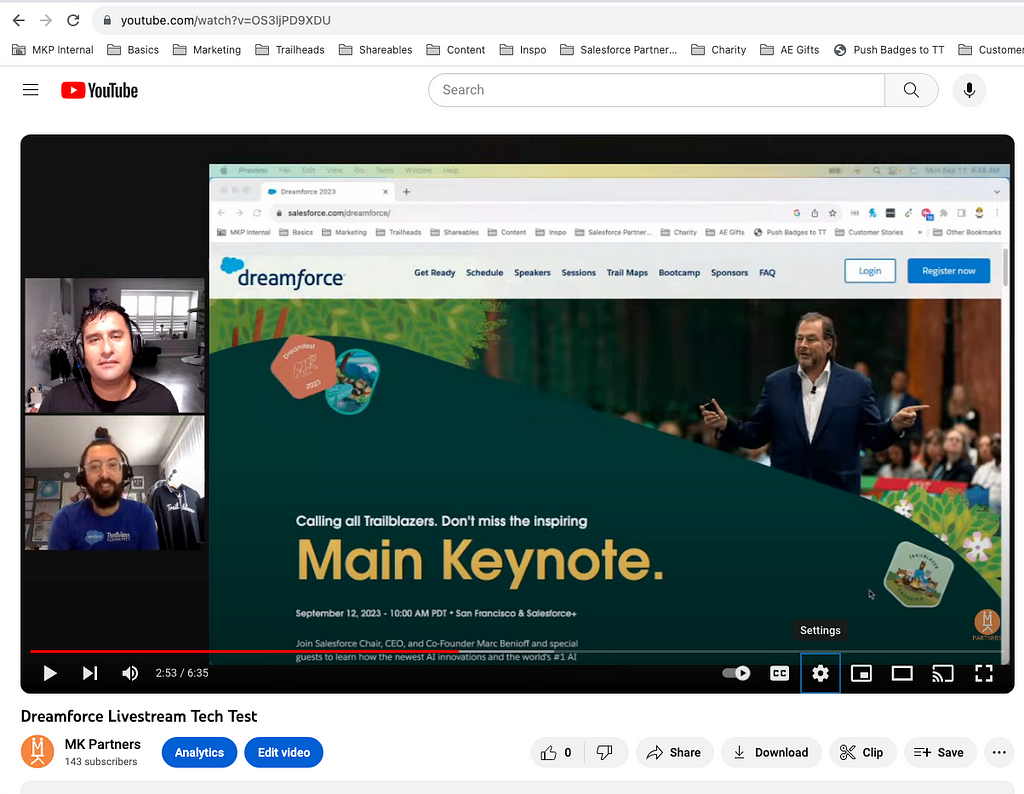 youtube.com/watch?v=OS3ljPD9XDU
MKP Internal Basics Marketing Trailheads Shareables Content Inspo Salesforce Partner... Charity AE Gifts Push Badges to TT Customer
YouTube
Search
Preview File Edit View Go Tools Window Help Mon Sep 11 9:48 AM
Dreamforce 2023
salesforce.com/dreamforce/
MKP Internal Basics Marketing Trailheads Shareables Content Inspo Salesforce Partner... Charity AE Gifts Push Badges to TT Customer Stories » Other Bookmarks
dreamforce
Get Ready Schedule Speakers Sessions Trail Maps Bootcamp Sponsors FAQ
Login Register now
Dreamfest
2023
Calling all Trailblazers. Don't miss the inspiring
Main Keynote.
TRAILBLAZER
September 12, 2023 - 10:00 AM PDT • San Francisco & Salesforce+
Join Salesforce Chair, CEO, and Co-Founder Marc Benioff and special
guests to learn how the newest AI innovations and the world's #1 AI
PARTNERS
Settings
2:53 / 6:35
CC
Dreamforce Livestream Tech Test
MK Partners
143 subscribers
Analytics Edit video 0 Share Download Clip Save